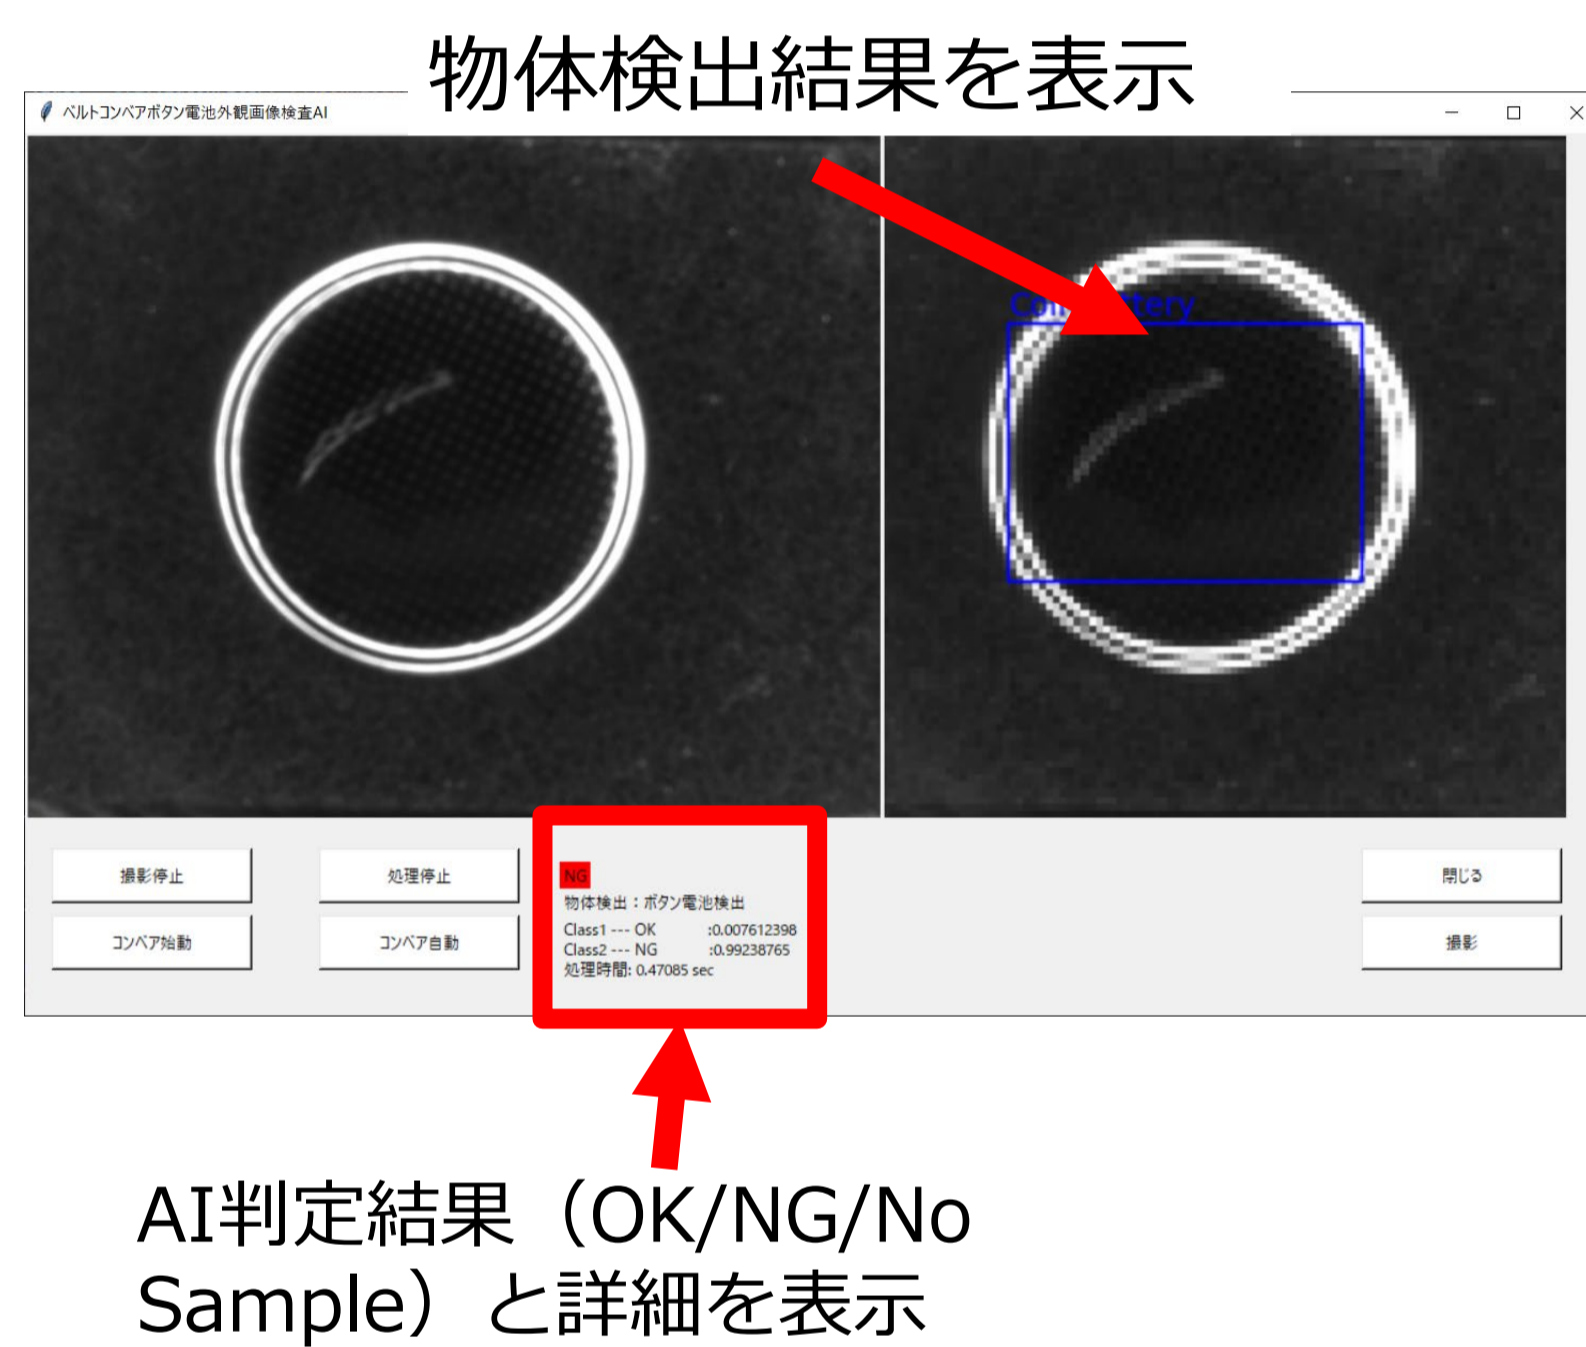 物体検出結果を表示
ベルトコンベアボタン電池外観画像検査AI
撮影停止
処理停止
コンベア始動
コンベア自動
NG
物体検出：ボタン電池検出
Class1 --- OK :0.007612398
Class2 --- NG :0.99238765
処理時間: 0.47085 sec
閉じる
撮影
AI判定結果（OK/NG/No
Sample）と詳細を表示